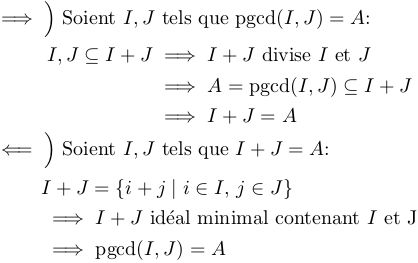 ⟹ ) Soient I, J tels que pgcd(I, J) = A:
I, J ⊆ I + J ⟹ I + J divise I et J
⟹ A = pgcd(I, J) ⊆ I + J
⟹ I + J = A
⟸ ) Soient I, J tels que I + J = A:
I + J = {i + j | i ∈ I, j ∈ J}
⟹ I + J idéal minimal contenant I et J
⟹ pgcd(I, J) = A